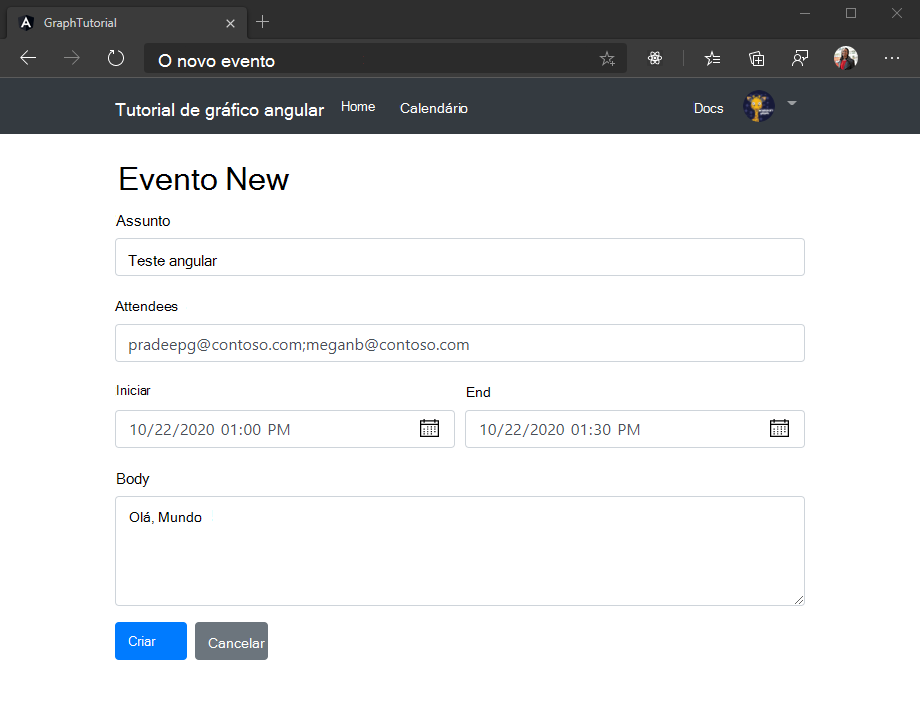 GraphTutorial
O novo evento
Tutorial de gráfico angular Home Calendário Docs
Evento New
Assunto
Teste angular
Attendees
pradeepg@contoso.com;meganb@contoso.com
Iniciar End
10/22/2020 01:00 PM 10/22/2020 01:30 PM
Body
Olá, Mundo
Criar Cancelar